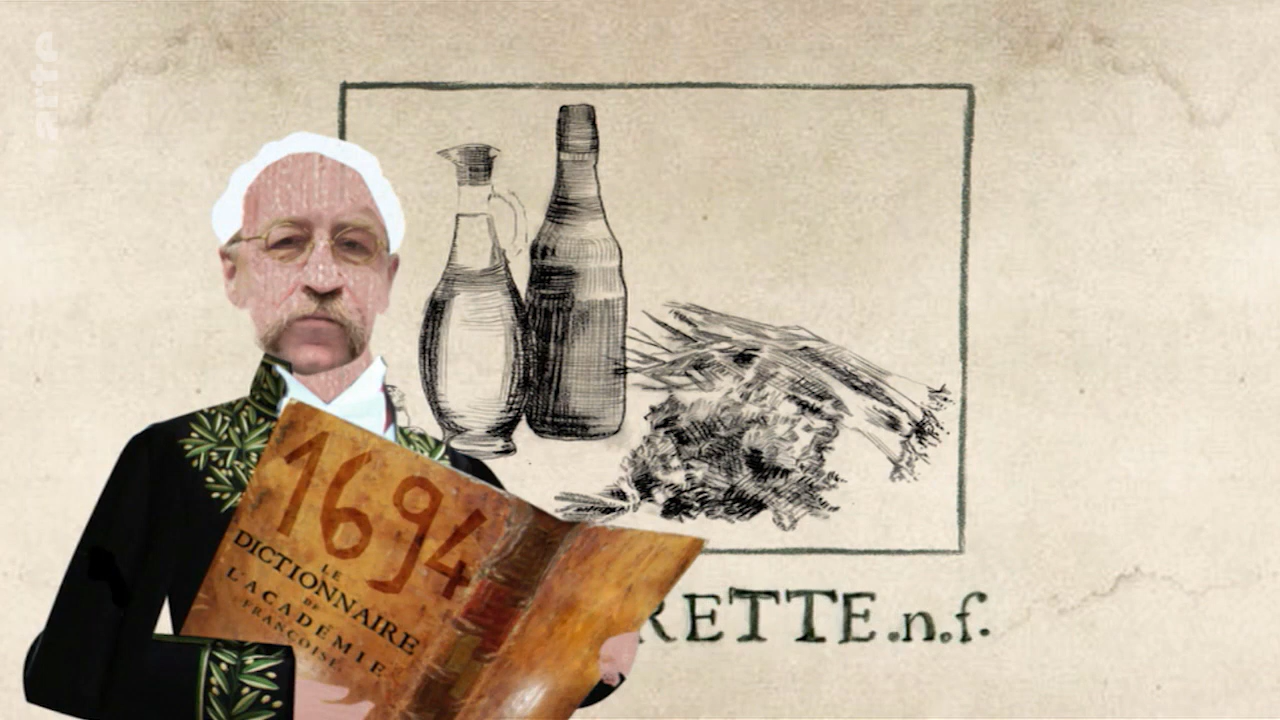 arte
1694
LE
DICTIONNAIRE
DE
L'ACADÉMIE
FRANÇOISE.
RETTE.n.f.